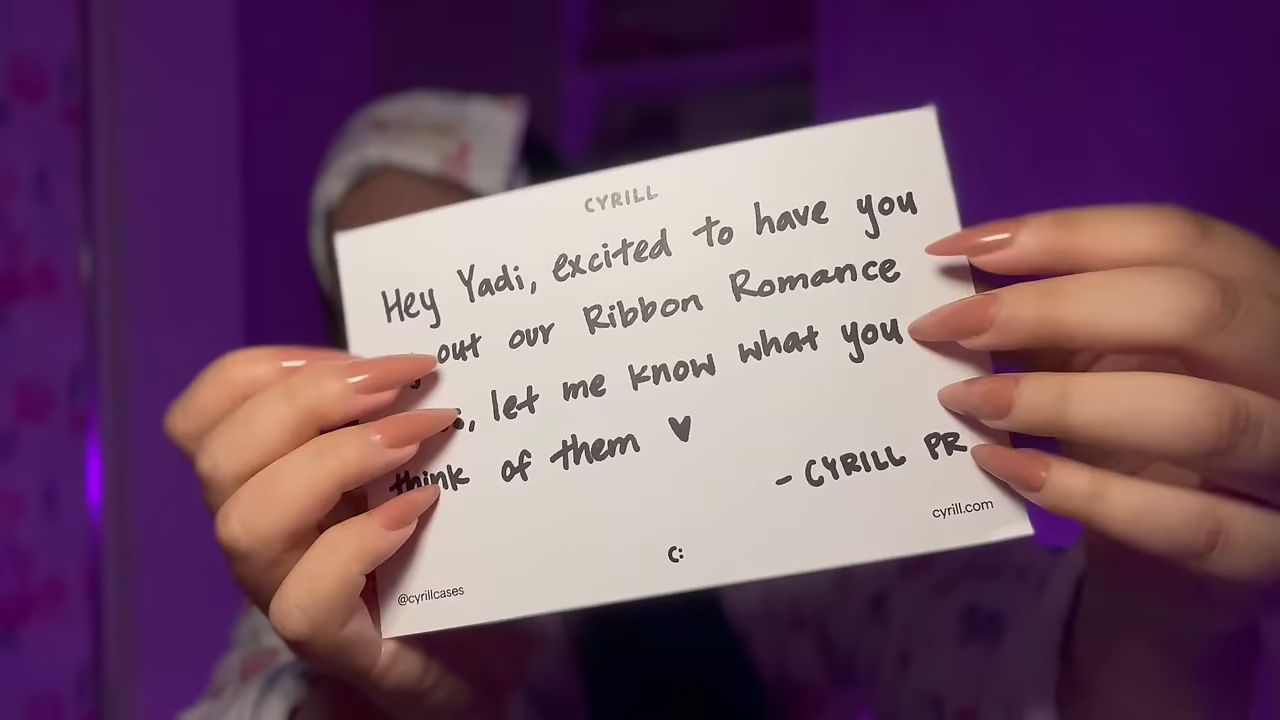 CYRILL
Hey Yadi, excited to have you
out our Ribbon Romance
let me know what you
think of them ♥
- CYRILL PR
cyrill.com
C:
@cyrillcases